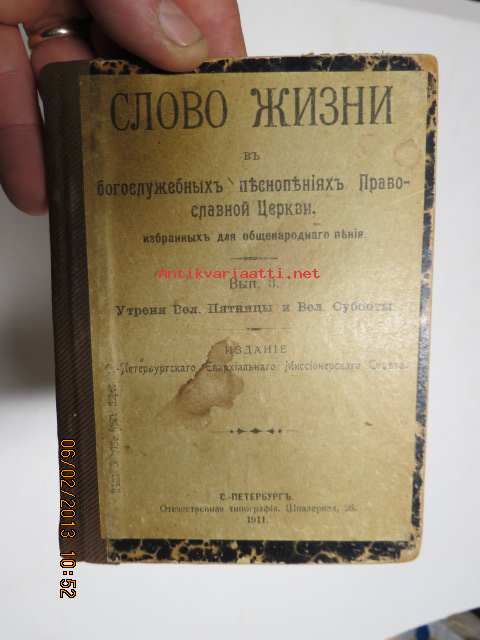 СЛОВО ЖИЗНИ
въ
богослужебныхъ пѣснопѣніяхъ Право-
славной Церкви,
избранныхъ для общенароднаго пѣнія.
Antikvariaatti.net
Вып. 3.
Утреня Вел. Пятницы и Вел. Субботы.
ИЗДАНІЕ
-Петербургскаго Епархіальнаго Миссіонерскаго Совѣта.
С.-ПЕТЕРБУРГЪ.
Отечественная типографія. Шпалерная, 26.
1911.
06/02/2013 10:52